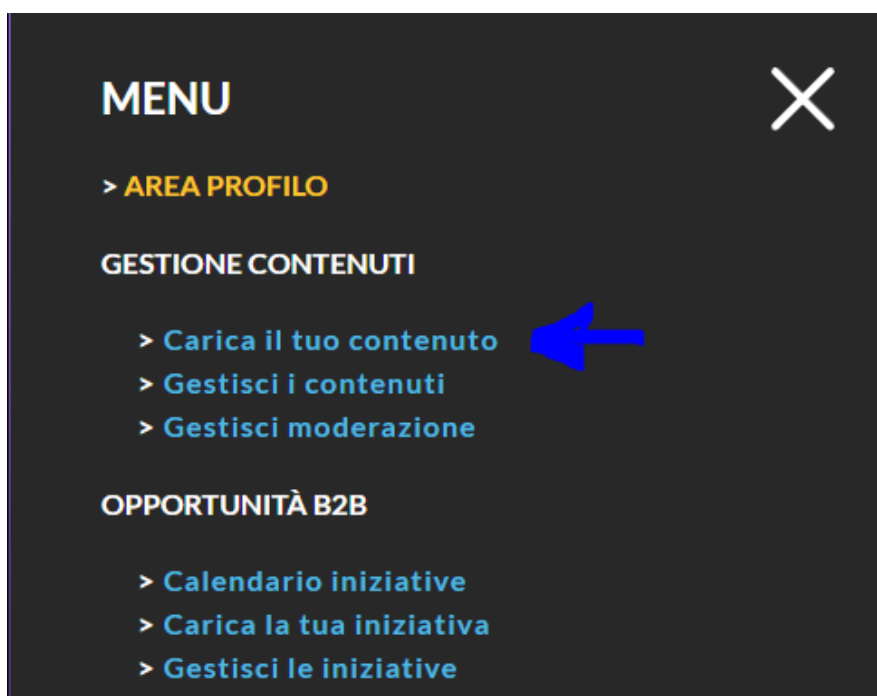 MENU
> AREA PROFILO
GESTIONE CONTENUTI
> Carica il tuo contenuto
> Gestisci i contenuti
> Gestisci moderazione
OPPORTUNITÀ B2B
> Calendario iniziative
> Carica la tua iniziativa
> Gestisci le iniziative